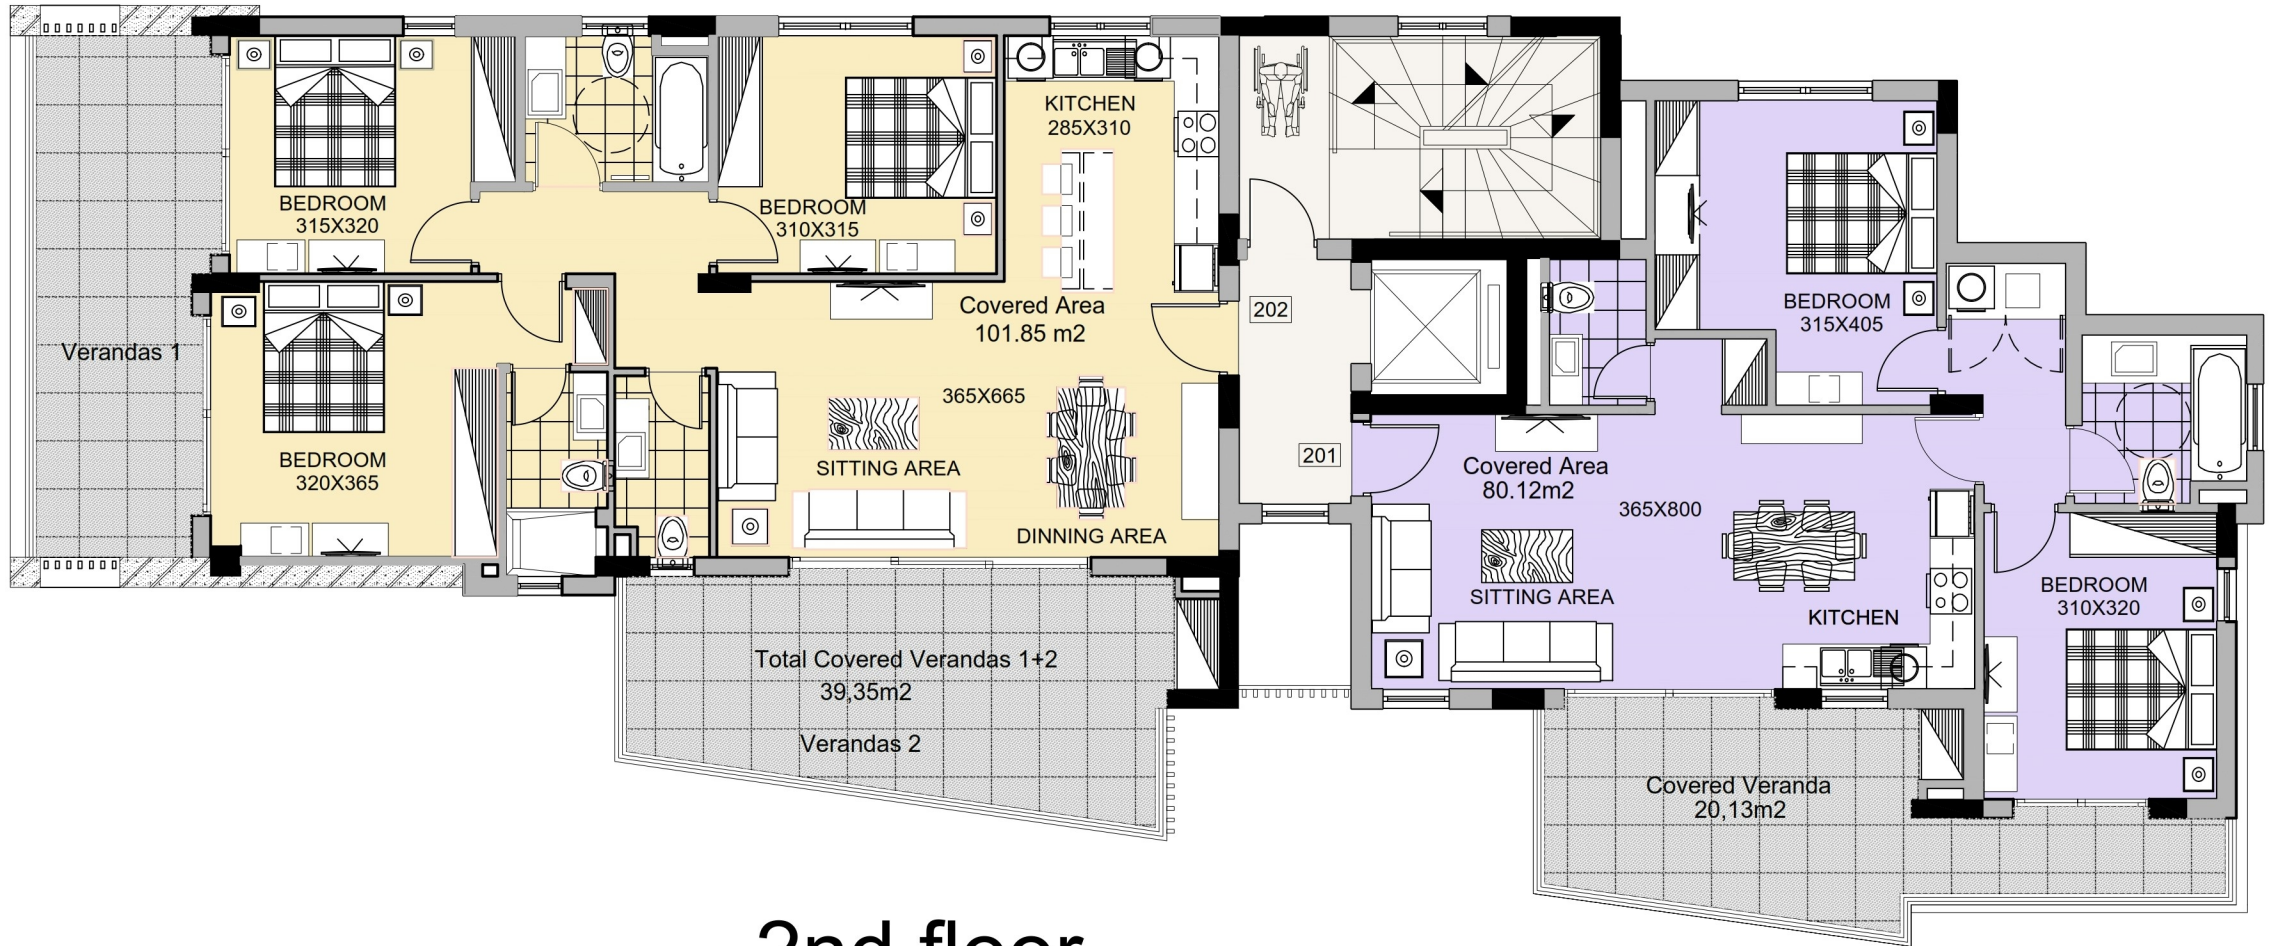 KITCHEN
285X310
BEDROOM
315X320
BEDROOM
310X315
Covered Area
101.85 m2
202
BEDROOM
315X405
Verandas 1
365X665
BEDROOM
320X365
SITTING AREA
DINNING AREA
201
Covered Area
80.12m2
365X800
SITTING AREA
KITCHEN
BEDROOM
310X320
Total Covered Verandas 1+2
39,35m2
Verandas 2
Covered Veranda
20,13m2
2nd floor